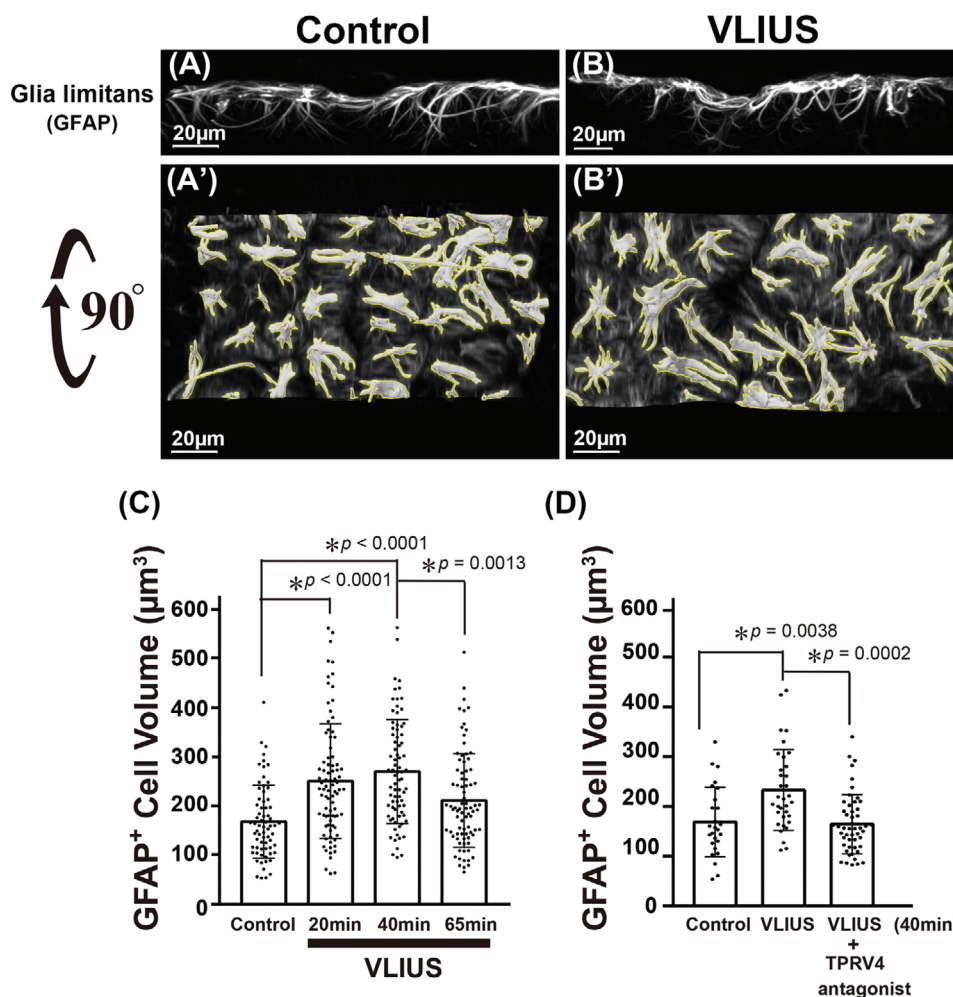 Control
VLIUS
Glia limitans
(GFAP)
(A)
20µm
(B)
20µm
90°
(A’)
20µm
(B’)
20µm
(C)
GFAP+ Cell Volume (µm³)
*p < 0.0001
*p < 0.0001
*p = 0.0013
600
500
400
300
200
100
0
Control
20min
40min
65min
VLIUS
(D)
GFAP+ Cell Volume (µm³)
*p = 0.0038
*p = 0.0002
600
500
400
300
200
100
0
Control
VLIUS
VLIUS
+
TPRV4
antagonist
(40min